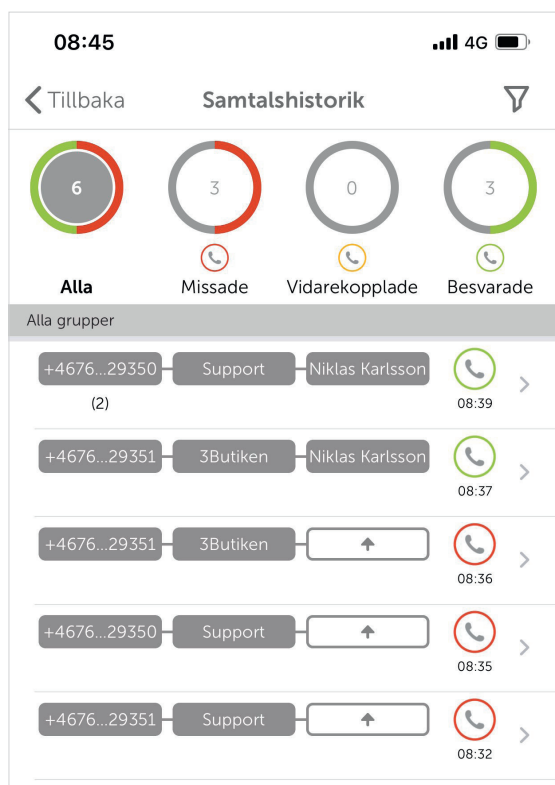 08:45 4G
Tillbaka Samtalshistorik
6 3 0 3
Alla Missade Vidarekopplade Besvarade
Alla grupper
+4676...29350 Support Niklas Karlsson
(2) 08:39
+4676...29351 3Butiken Niklas Karlsson
08:37
+4676...29351 3Butiken
08:36
+4676...29350 Support
08:35
+4676...29351 Support
08:32